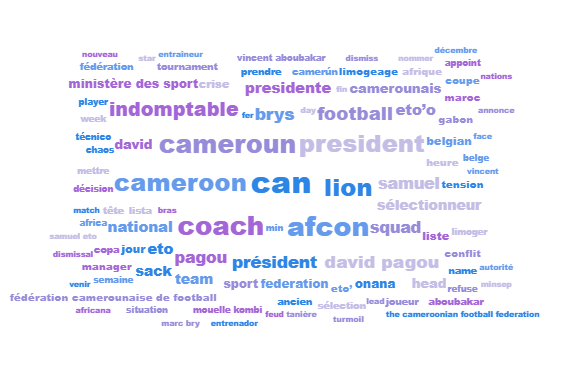 nouveau star entraîneur vincent aboubakar dismiss nommer décembre
fédération tournament prendre camerún limogeage afrique appoint
ministère des sport crise presidente fin camerounais coupe nations
player indomptable fer brys day football eto’o maroc
week gabon annonce
técnico chaos david cameroun president belgian face
heure belge
mettre vincent
décision cameroon can lion samuel tension
sélectionneur
match tête lista bras
africa national coach min afcon squad liste limoger
samuel eto
dismissal copa jour eto conflit
manager sack pagou président david pagou name autorité
venir semaine team sport federation eto’ onana head refuse minsep
fédération camerounaise de football ancien sélection lead joueur aboubakar
africana situation mouelle kombi feud tanière the cameroonian football federation
marc bry entrenador turmoil